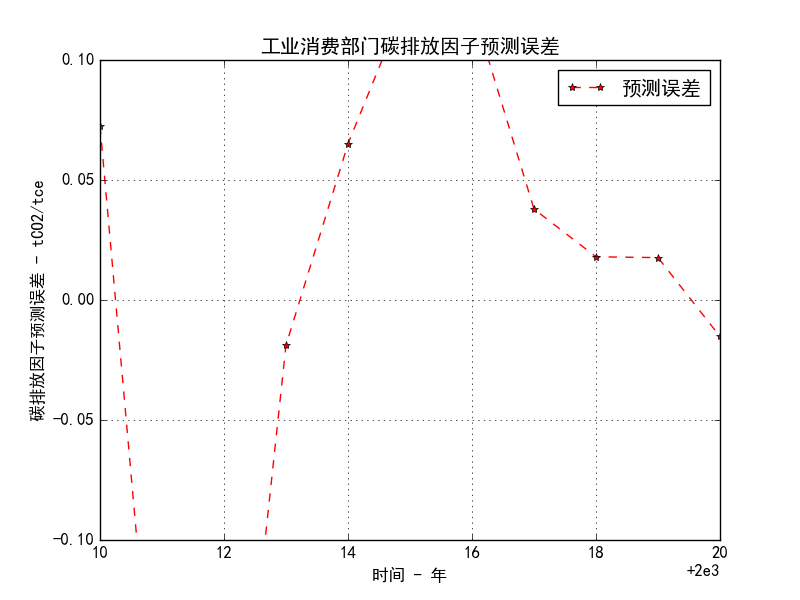 工业消费部门碳排放因子预测误差
预测误差
0.10
0.05
0.00
-0.05
-0.10
碳排放因子预测误差 - tCO2/tce
10 12 14 16 18 20
+2e3
时间 - 年